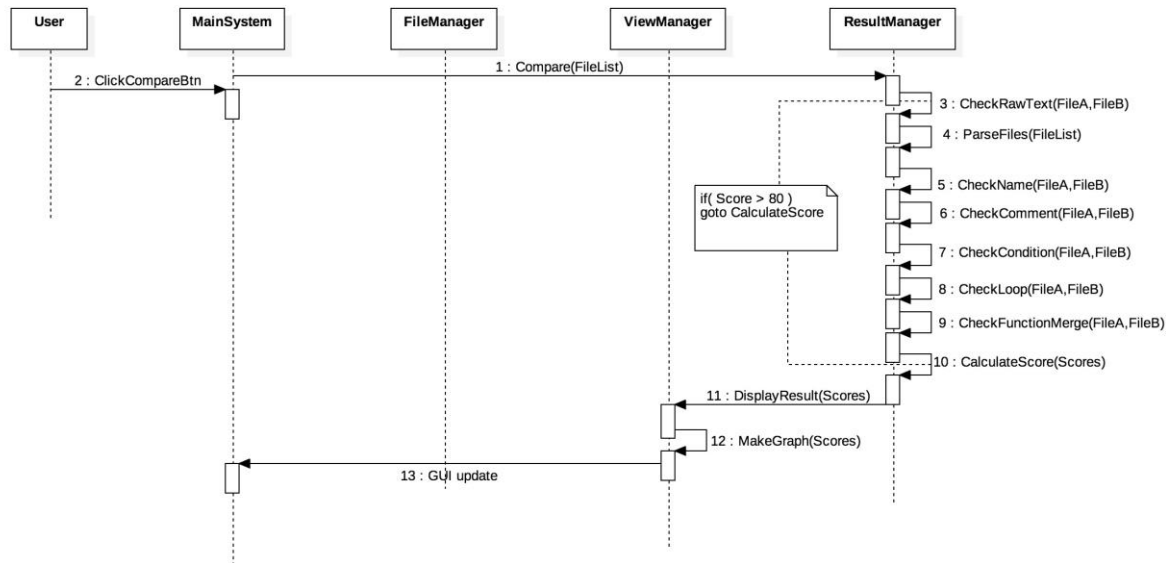 User
MainSystem
FileManager
ViewManager
ResultManager
1 : Compare(FileList)
2 : ClickCompareBtn
3 : CheckRawText(FileA,FileB)
4 : ParseFiles(FileList)
5 : CheckName(FileA,FileB)
if( Score > 80 )
goto CalculateScore
6 : CheckComment(FileA,FileB)
7 : CheckCondition(FileA,FileB)
8 : CheckLoop(FileA,FileB)
9 : CheckFunctionMerge(FileA,FileB)
10 : CalculateScore(Scores)
11 : DisplayResult(Scores)
12 : MakeGraph(Scores)
13 : GUI update